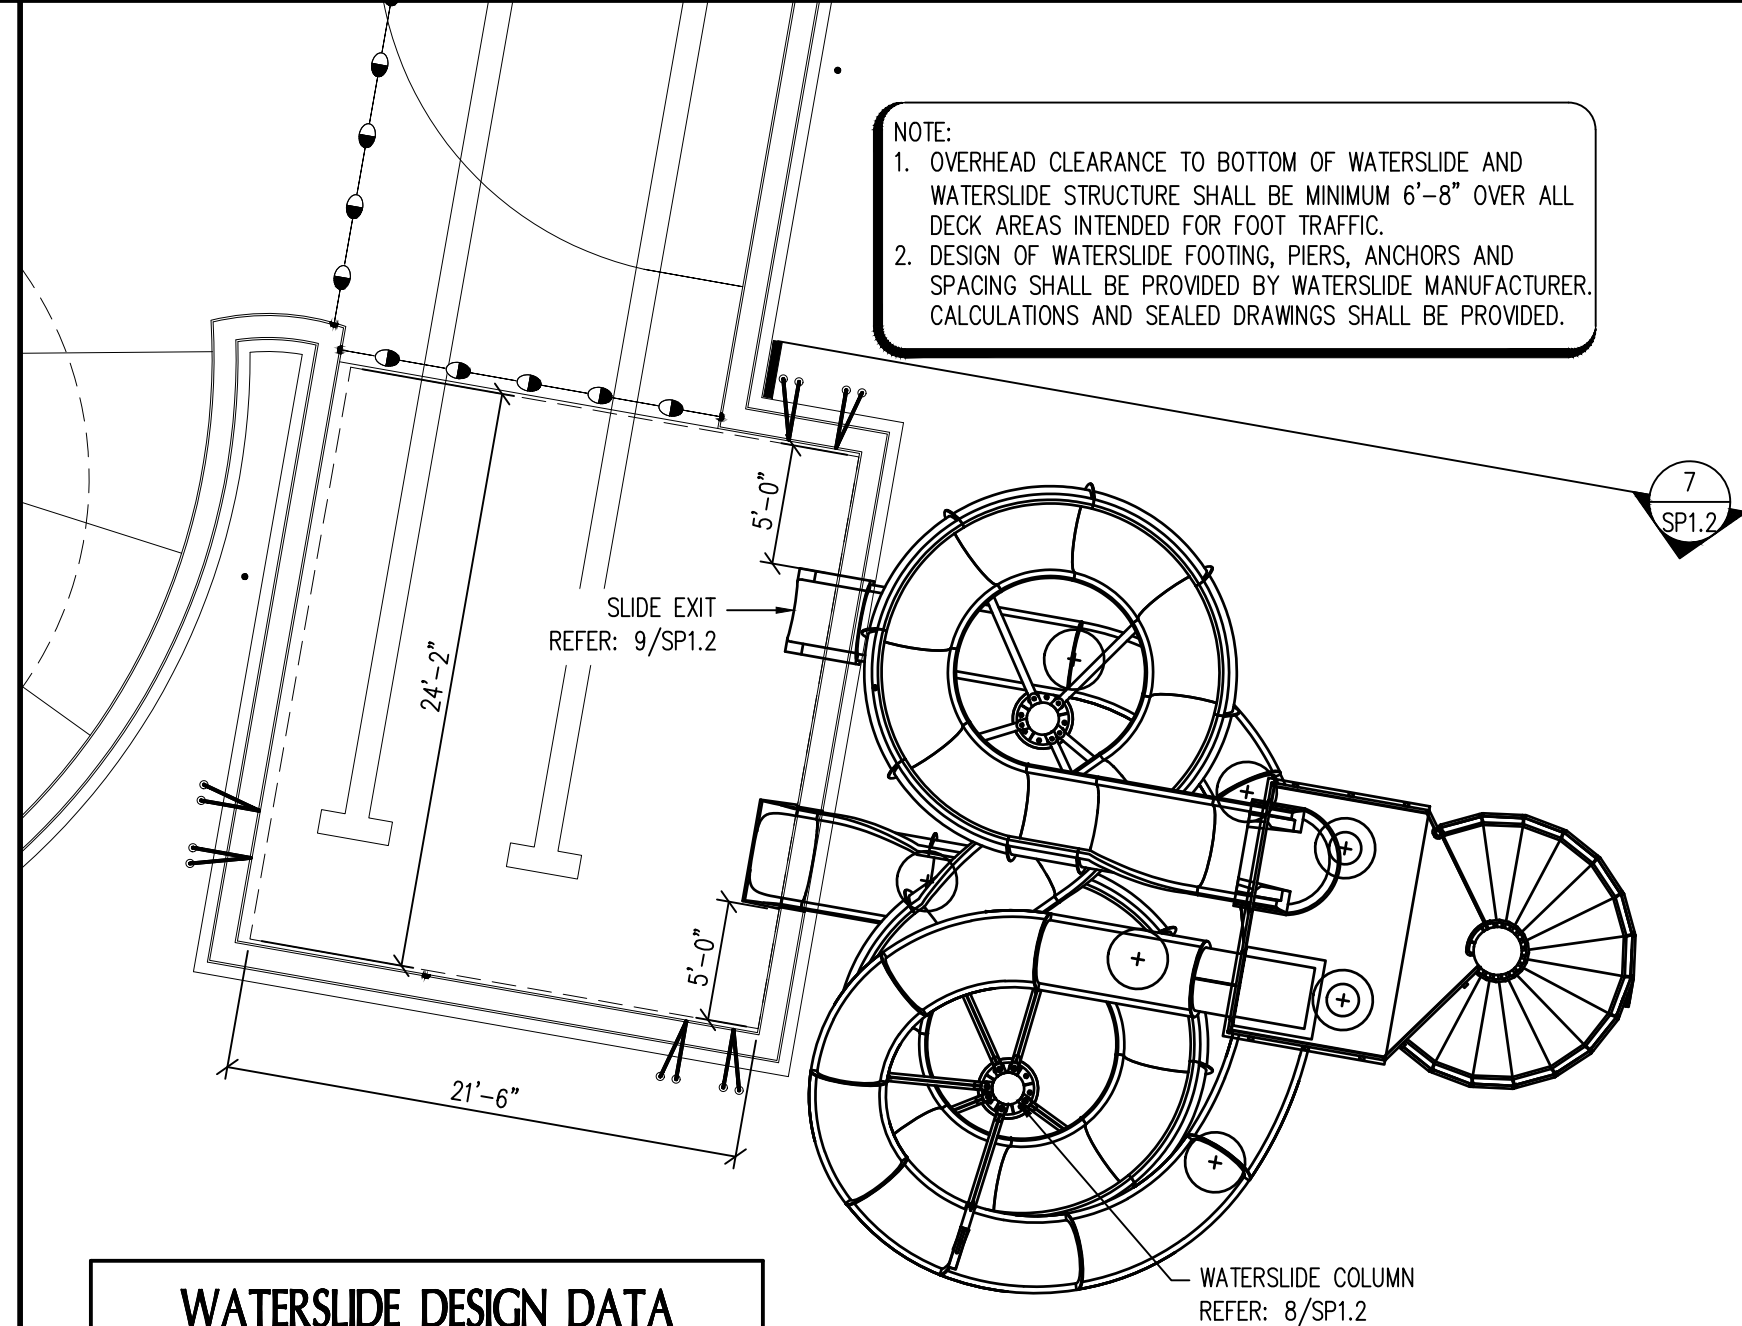 NOTE:
1. OVERHEAD CLEARANCE TO BOTTOM OF WATERSLIDE AND
WATERSLIDE STRUCTURE SHALL BE MINIMUM 6'-8" OVER ALL
DECK AREAS INTENDED FOR FOOT TRAFFIC.
2. DESIGN OF WATERSLIDE FOOTING, PIERS, ANCHORS AND
SPACING SHALL BE PROVIDED BY WATERSLIDE MANUFACTURER.
CALCULATIONS AND SEALED DRAWINGS SHALL BE PROVIDED.
7
SP1.2
5'-0"
SLIDE EXIT
REFER: 9/SP1.2
24'-2"
5'-0"
21'-6"
WATERSLIDE COLUMN
REFER: 8/SP1.2
WATERSLIDE DESIGN DATA